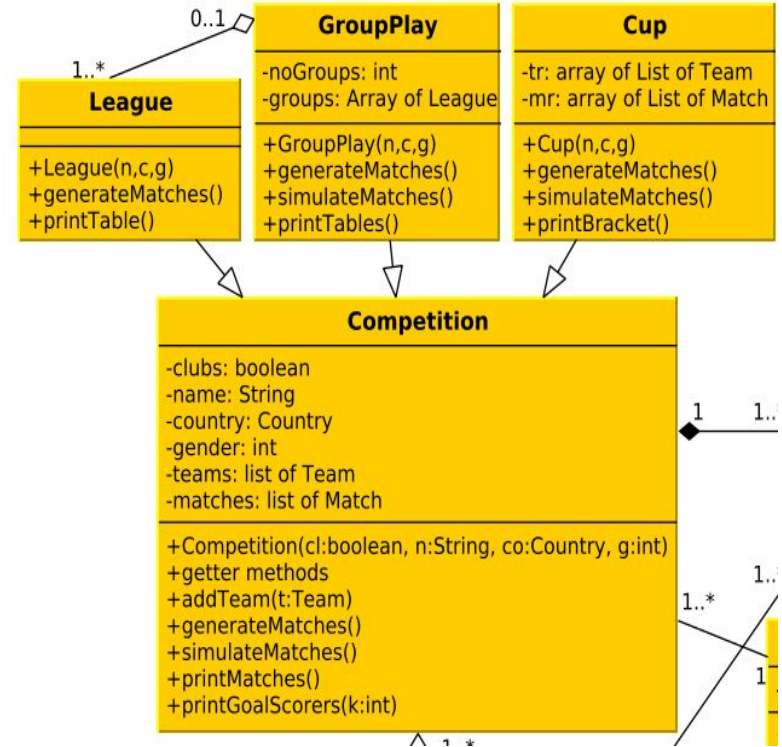 0..1
1..*
League
+League(n,c,g)
+generateMatches()
+printTable()
GroupPlay
-noGroups: int
-groups: Array of League
+GroupPlay(n,c,g)
+generateMatches()
+simulateMatches()
+printTables()
Cup
-tr: array of List of Team
-mr: array of List of Match
+Cup(n,c,g)
+generateMatches()
+simulateMatches()
+printBracket()
Competition
-clubs: boolean
-name: String
-country: Country
-gender: int
-teams: list of Team
-matches: list of Match
+Competition(cl:boolean, n:String, co:Country, g:int)
+getter methods
+addTeam(t:Team)
+generateMatches()
+simulateMatches()
+printMatches()
+printGoalScorers(k:int)
1
1..
1..
1..*
1
1..*